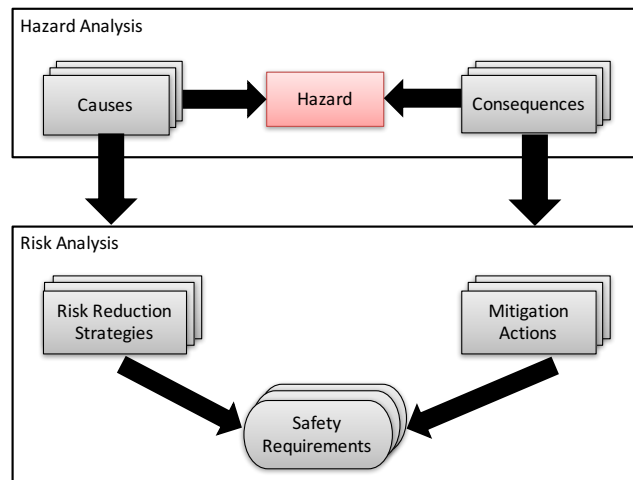 Hazard Analysis
Causes
Hazard
Consequences
Risk Analysis
Risk Reduction
Strategies
Mitigation
Actions
Safety
Requirements